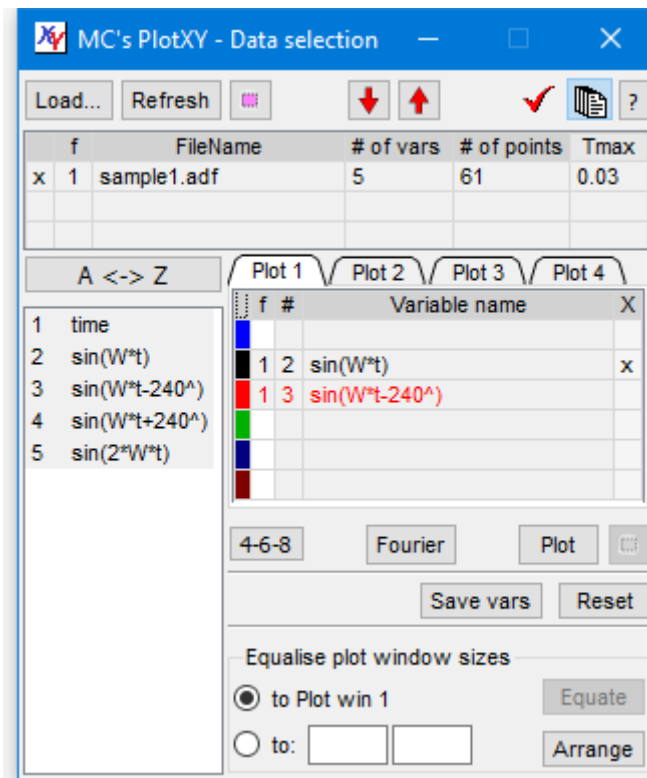 MC's PlotXY - Data selection
Load... Refresh ?
f FileName # of vars # of points Tmax
x 1 sample1.adf 5 61 0.03
A <-> Z
Plot 1 Plot 2 Plot 3 Plot 4
f # Variable name X
1 time
2 sin(W*t)
3 sin(W*t-240^)
4 sin(W*t+240^)
5 sin(2*W*t)
1 2 sin(W*t) x
1 3 sin(W*t-240^)
4-6-8 Fourier Plot
Save vars Reset
Equalise plot window sizes
to Plot win 1 Equate
to: Arrange